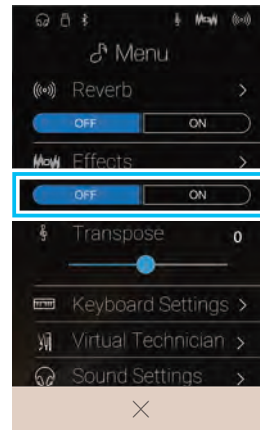 Menu
Reverb >
OFF ON
Effects >
OFF ON
Transpose 0
Keyboard Settings >
Virtual Technician >
Sound Settings >
×